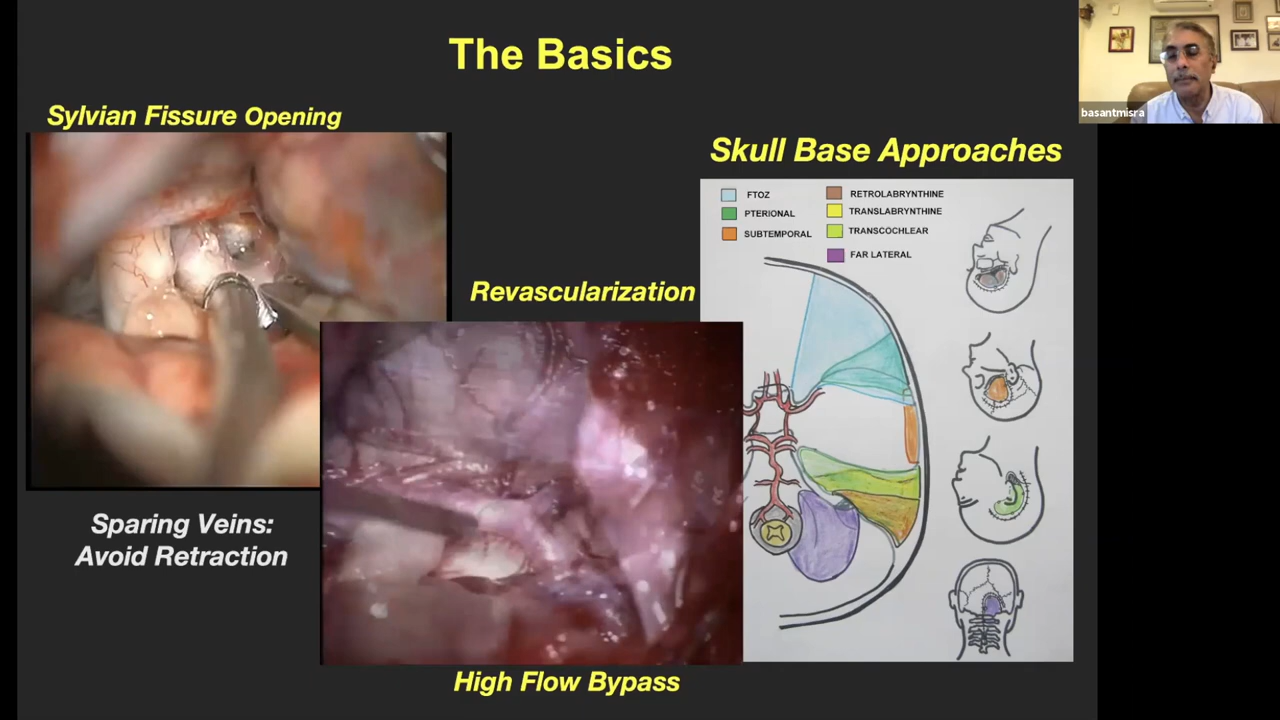 The Basics
basantmisra
Sylvian Fissure Opening
Skull Base Approaches
FTOZ
PTERIONAL
SUBTEMPORAL
RETROLABRYNTHINE
TRANSLABRYNTHINE
TRANSCOCHLEAR
FAR LATERAL
Revascularization
Sparing Veins:
Avoid Retraction
High Flow Bypass